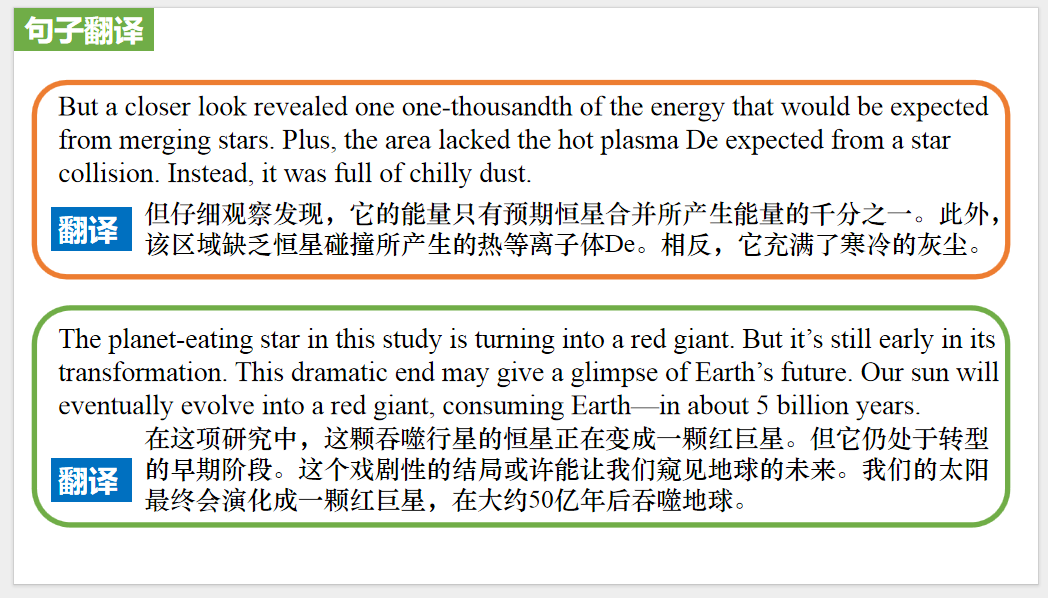 句子翻译
But a closer look revealed one one-thousandth of the energy that would be expected
from merging stars. Plus, the area lacked the hot plasma De expected from a star
collision. Instead, it was full of chilly dust.
翻译
但仔细观察发现，它的能量只有预期恒星合并所产生能量的千分之一。此外，
该区域缺乏恒星碰撞所产生的热等离子体De。相反，它充满了寒冷的灰尘。
The planet-eating star in this study is turning into a red giant. But it’s still early in its
transformation. This dramatic end may give a glimpse of Earth’s future. Our sun will
eventually evolve into a red giant, consuming Earth—in about 5 billion years.
翻译
在这项研究中，这颗吞噬行星的恒星正在变成一颗红巨星。但它仍处于转型
的早期阶段。这个戏剧性的结局或许能让我们窥见地球的未来。我们的太阳
最终会演化成一颗红巨星，在大约50亿年后吞噬地球。